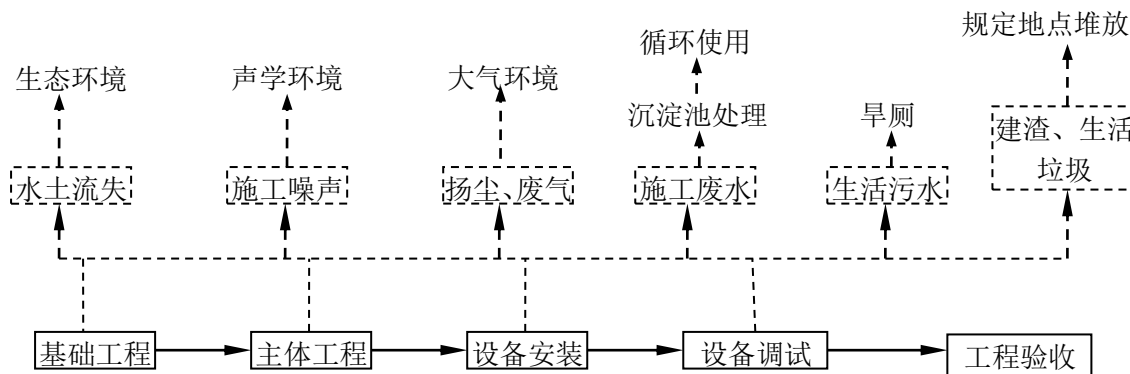 规定地点堆放
循环使用
生态环境
声学环境
大气环境
沉淀池处理
旱厕
建渣、生活
垃圾
水土流失
施工噪声
扬尘、废气
施工废水
生活污水
基础工程
主体工程
设备安装
设备调试
工程验收